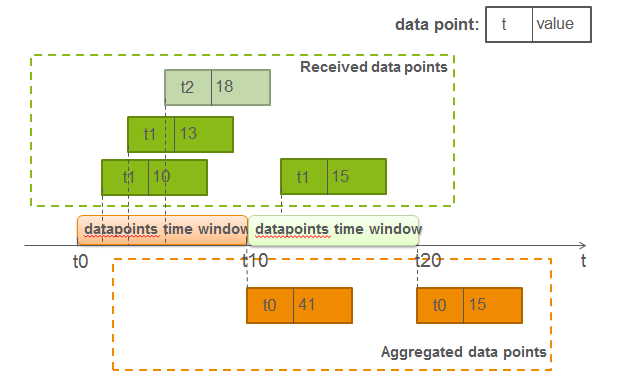 data point: t value
Received data points
t2 18
t1 13
t1 10
t1 15
datapoints time window datapoints time window
t0 t10 t20 t
t0 41 t0 15
Aggregated data points